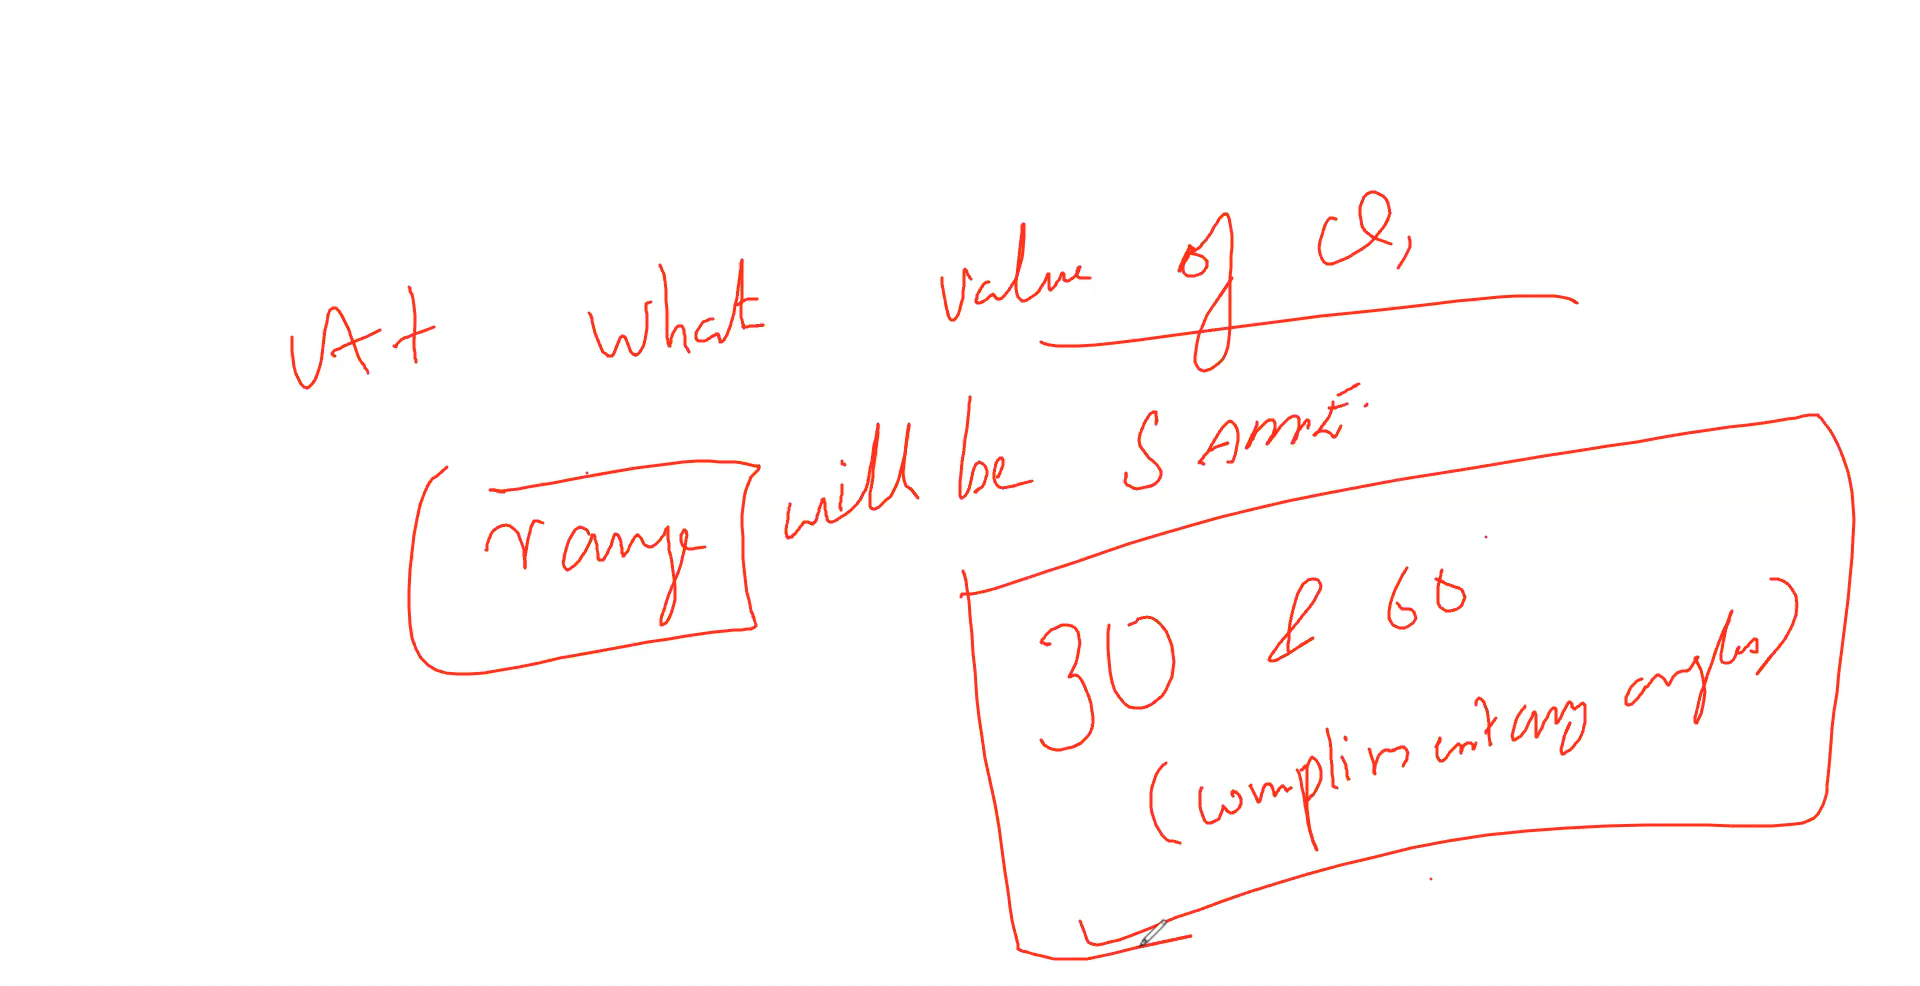 At what value of θ,
range will be SAME.
30 & 60
(complimentary angles)